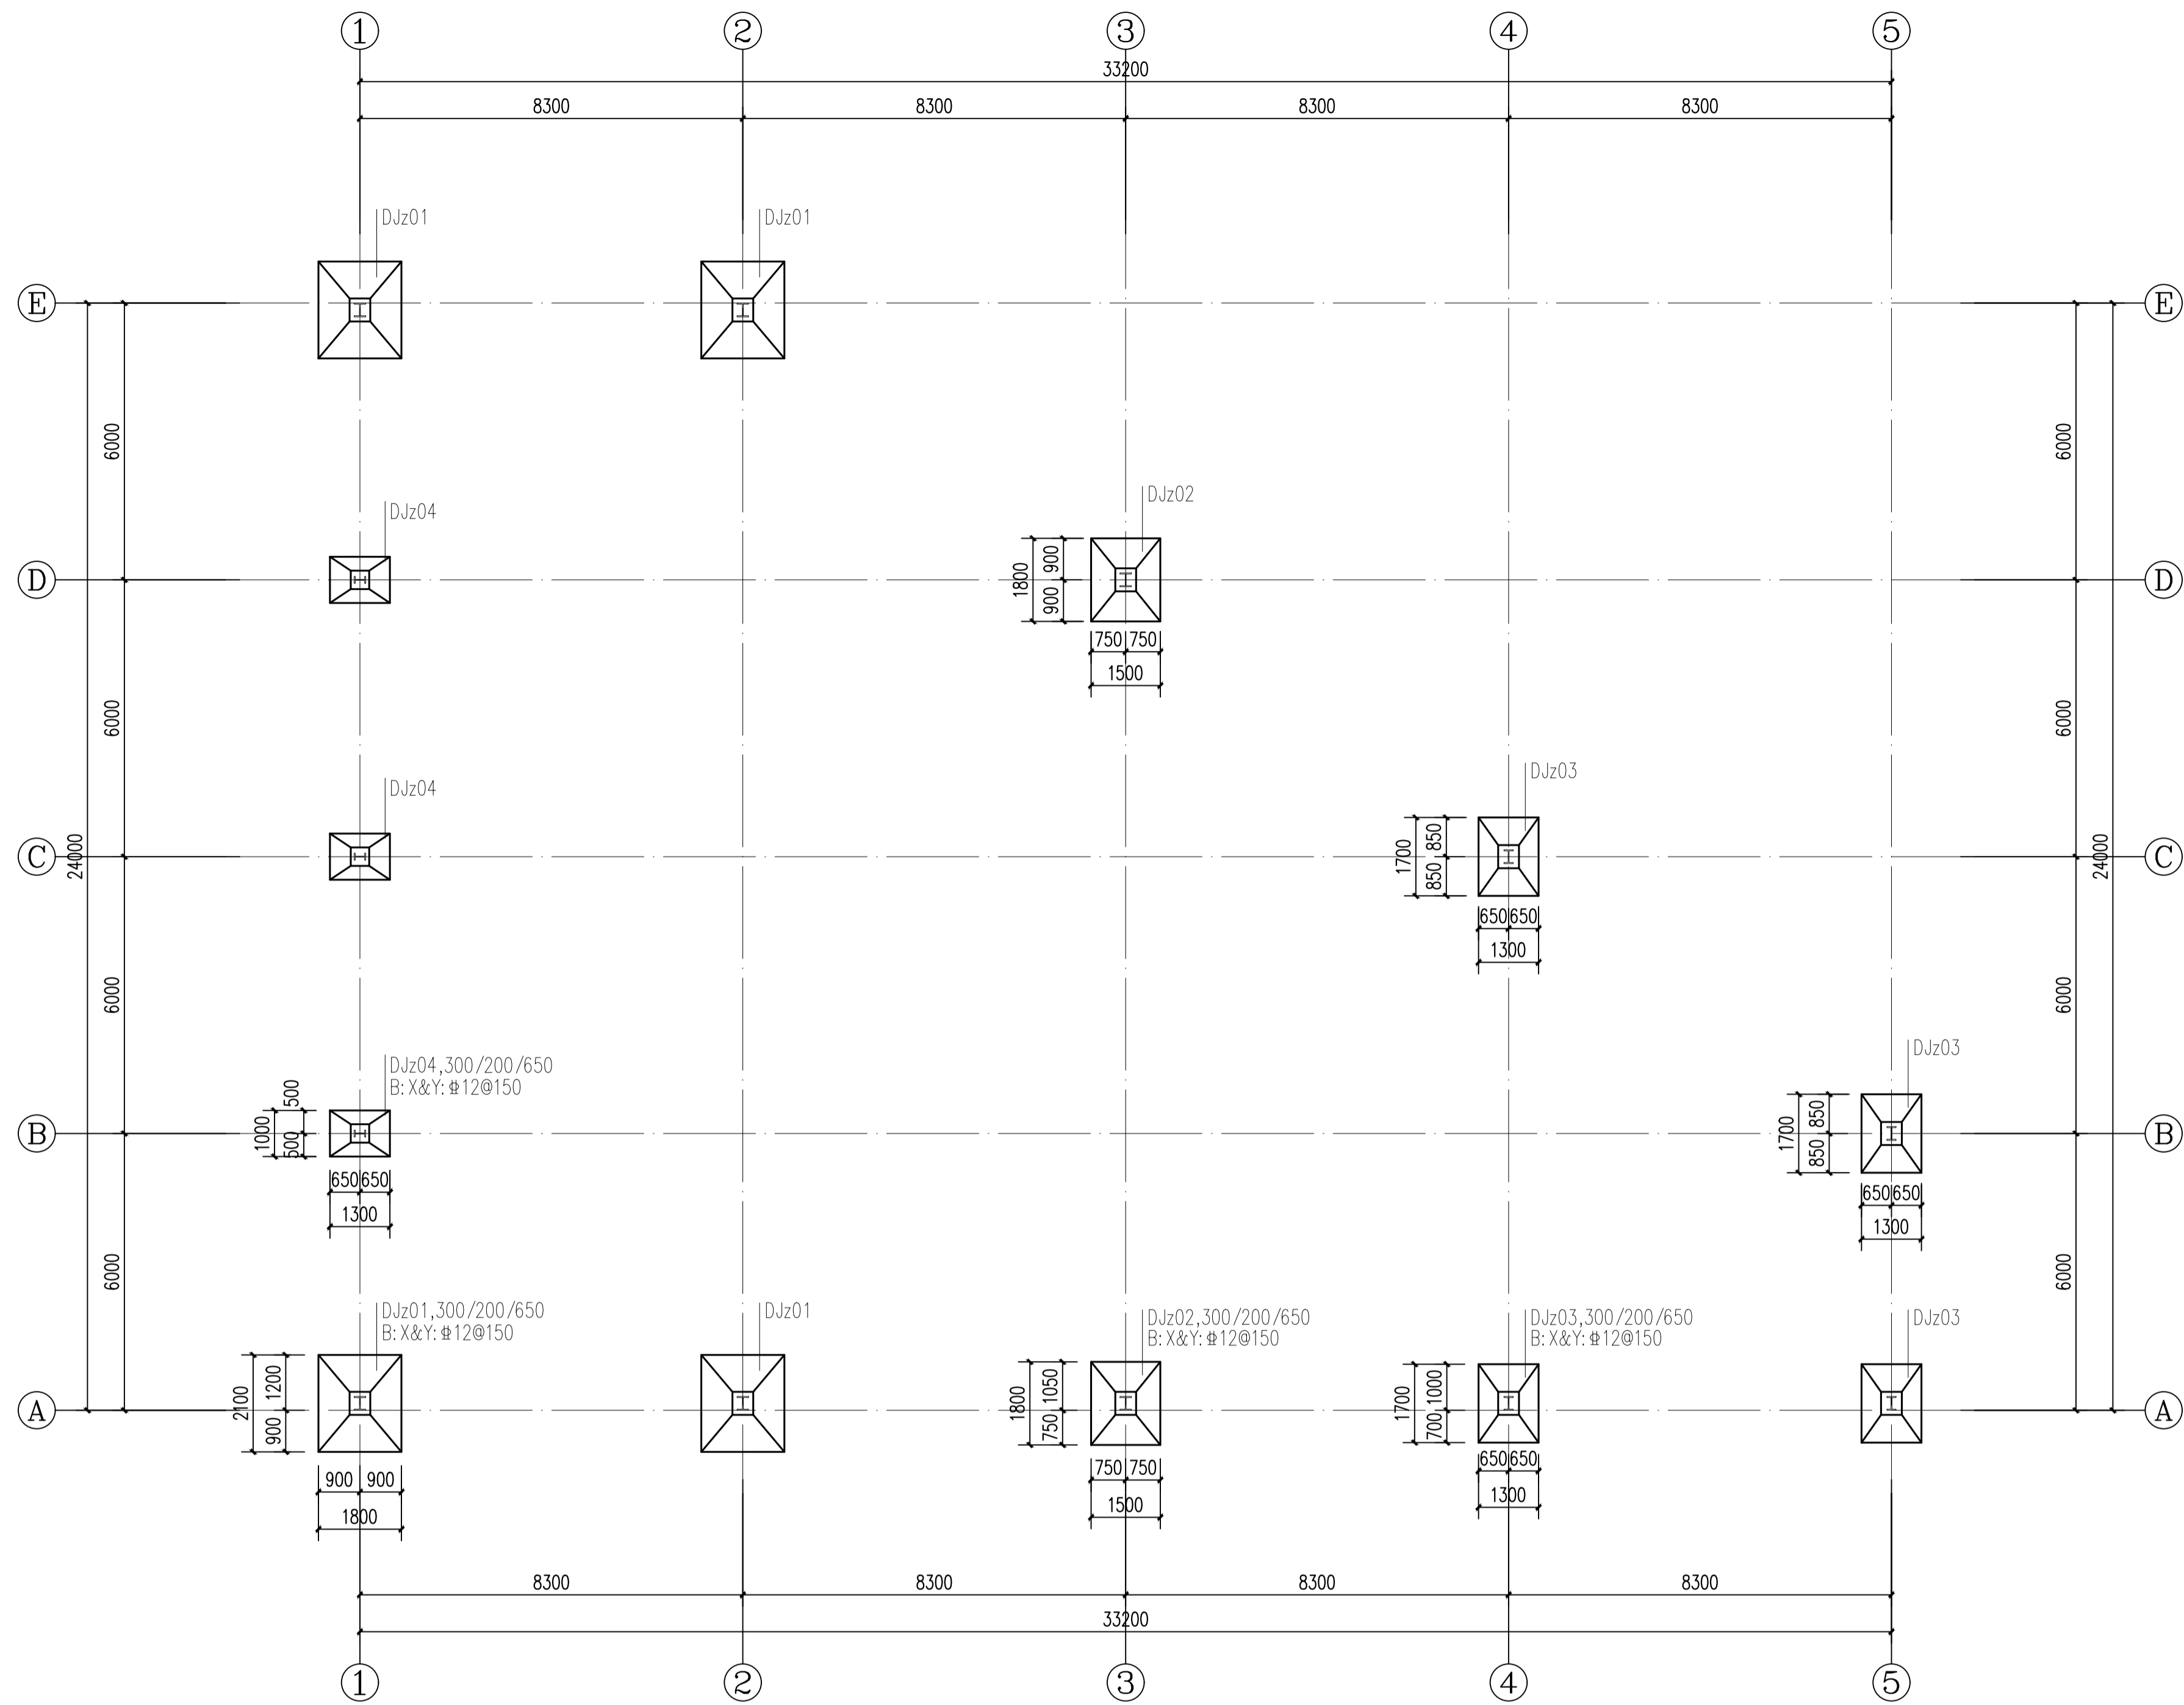 1 2 3 4 5
33200
8300 8300 8300 8300
DJz01 DJz01
E E
6000 6000
DJz04 DJz02
D D
1800 900 900
750 750
1500
6000 6000
DJz04 DJz03
C C
24000 24000
1700 850 850
650 650
1300
6000 6000
DJz04,300/200/650
B:X&Y:⌽12@150
DJz03
B B
1000 500 500
650 650
1300
1700 850 850
650 650
1300
6000 6000
DJz01,300/200/650
B:X&Y:⌽12@150
DJz01
DJz02,300/200/650
B:X&Y:⌽12@150
DJz03,300/200/650
B:X&Y:⌽12@150
DJz03
A A
2100 1200 900
900 900
1800
1800 1050 750
750 750
1500
1700 1000 700
650 650
1300
8300 8300 8300 8300
33200
1 2 3 4 5